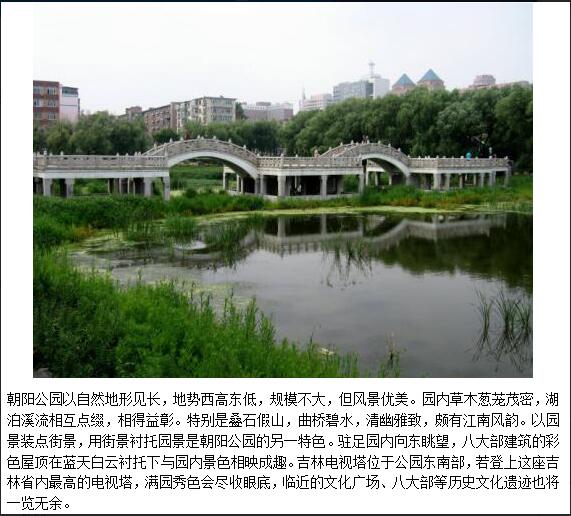 朝阳公园以自然地形见长，地势西高东低，规模不大，但风景优美。园内草木葱茏茂密，湖
泊溪流相互点缀，相得益彰。特别是叠石假山，曲桥碧水，清幽雅致，颇有江南风韵。以园
景装点街景，用街景衬托园景是朝阳公园的另一特色。驻足园内向东眺望，八大部建筑的彩
色屋顶在蓝天白云衬托下与园内景色相映成趣。吉林电视塔位于公园东南部，若登上这座吉
林省内最高的电视塔，满园秀色会尽收眼底，临近的文化广场、八大部等历史文化遗迹也将
一览无余。